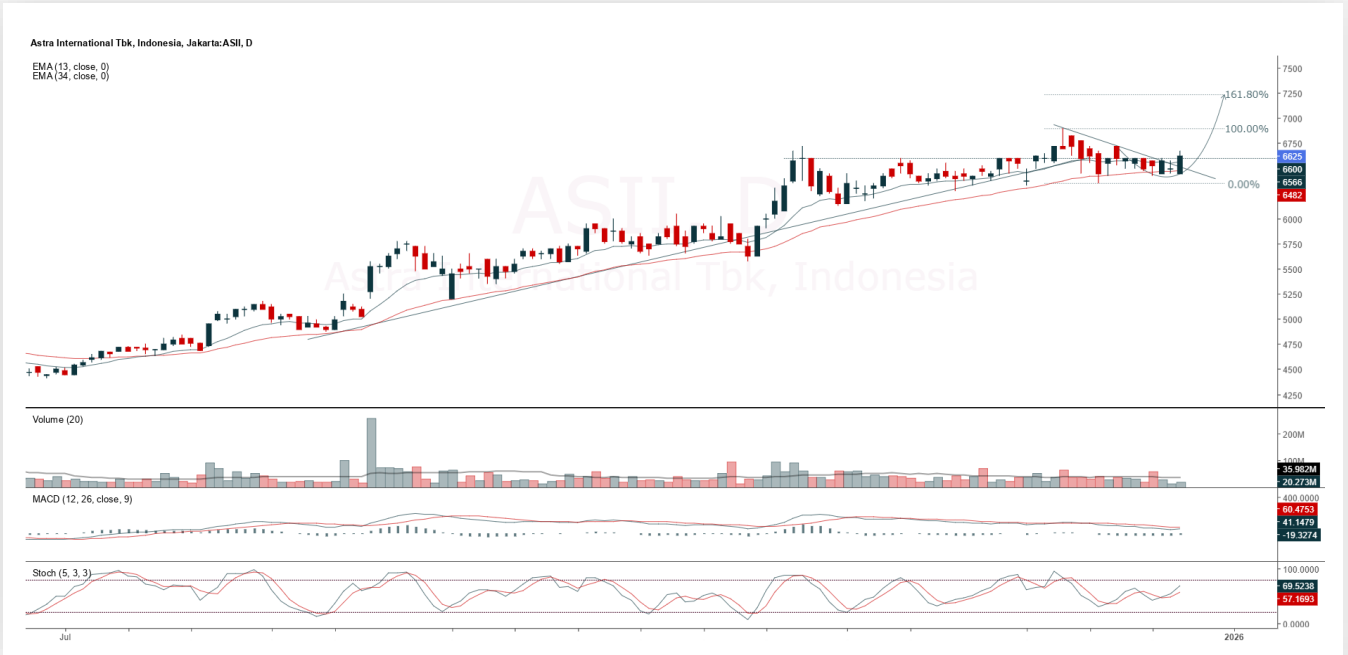 Astra International Tbk, Indonesia, Jakarta:ASII, D
EMA (13, close, 0)
EMA (34, close, 0)
ASII, D
Astra International Tbk, Indonesia
161.80%
100.00%
0.00%
7500
7250
7000
6750
6625
6600
6566
6482
6000
5750
5500
5250
5000
4750
4500
4250
Volume (20)
200M
100M
35.982M
20.273M
MACD (12, 26, close, 9)
400.0000
60.4753
41.1479
-19.3274
Stoch (5, 3, 3)
100.0000
69.5238
57.1693
0.0000
Jul
2026